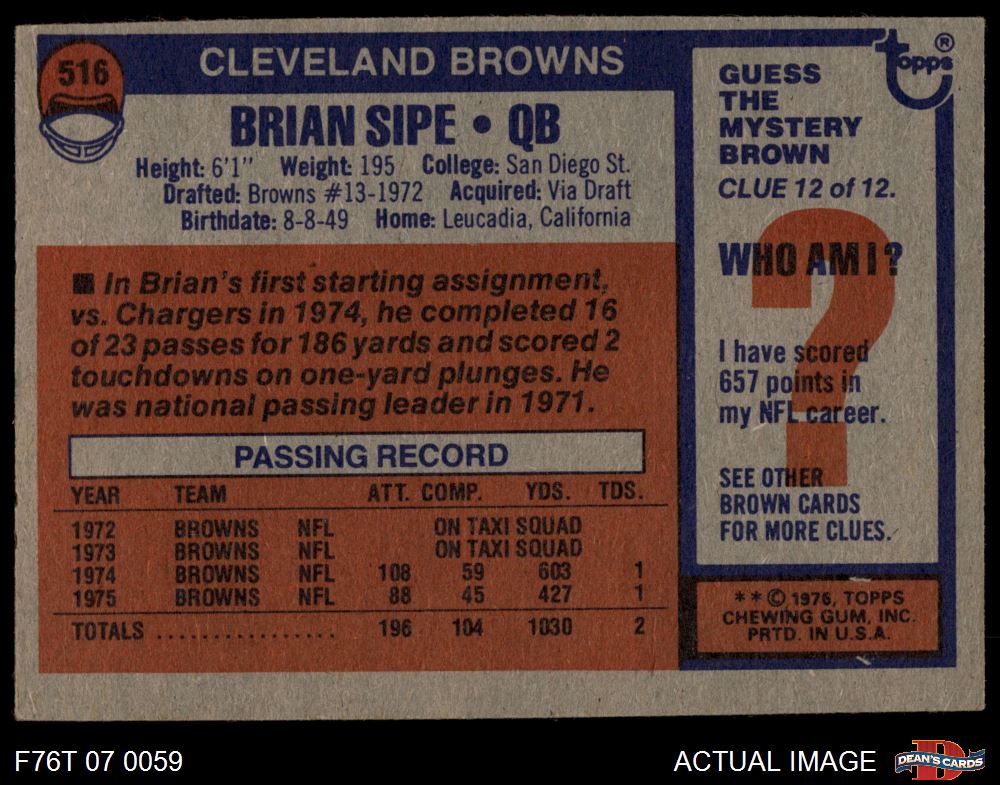 516
CLEVELAND BROWNS
BRIAN SIPE • QB
Height: 6'1" Weight: 195 College: San Diego St.
Drafted: Browns #13-1972 Acquired: Via Draft
Birthdate: 8-8-49 Home: Leucadia, California
■ In Brian's first starting assignment,
vs. Chargers in 1974, he completed 16
of 23 passes for 186 yards and scored 2
touchdowns on one-yard plunges. He
was national passing leader in 1971.
PASSING RECORD
YEAR TEAM ATT. COMP. YDS. TDS.
1972 BROWNS NFL ON TAXI SQUAD
1973 BROWNS NFL ON TAXI SQUAD
1974 BROWNS NFL 108 59 603 1
1975 BROWNS NFL 88 45 427 1
TOTALS ................. 196 104 1030 2
topps ®
GUESS
THE
MYSTERY
BROWN
CLUE 12 of 12.
?
WHO AM I?
I have scored
657 points in
my NFL career.
SEE OTHER
BROWN CARDS
FOR MORE CLUES.
** © 1976, TOPPS
CHEWING GUM, INC.
PRTD. IN U.S.A.
F76T 07 0059
ACTUAL IMAGE
D
DEAN'S CARDS